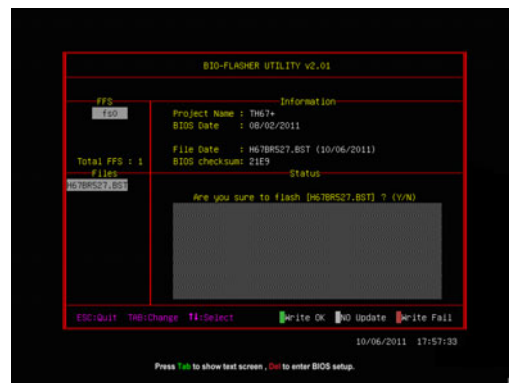 BIO-FLASHER UTILITY v2.01
FFS
fs0
Total FFS : 1
Files
H67BR527.BST
Information
Project Name : TH67+
BIOS Date : 08/02/2011
File Date : H67BR527.BST (10/06/2011)
BIOS checksum: 21E9
Status
Are you sure to flash [H67BR527.BST] ? (Y/N)
ESC:Quit TAB:Change ↑↓:Select Write OK NO Update Write Fail
10/06/2011 17:57:33
Press Tab to show text screen , Del to enter BIOS setup.